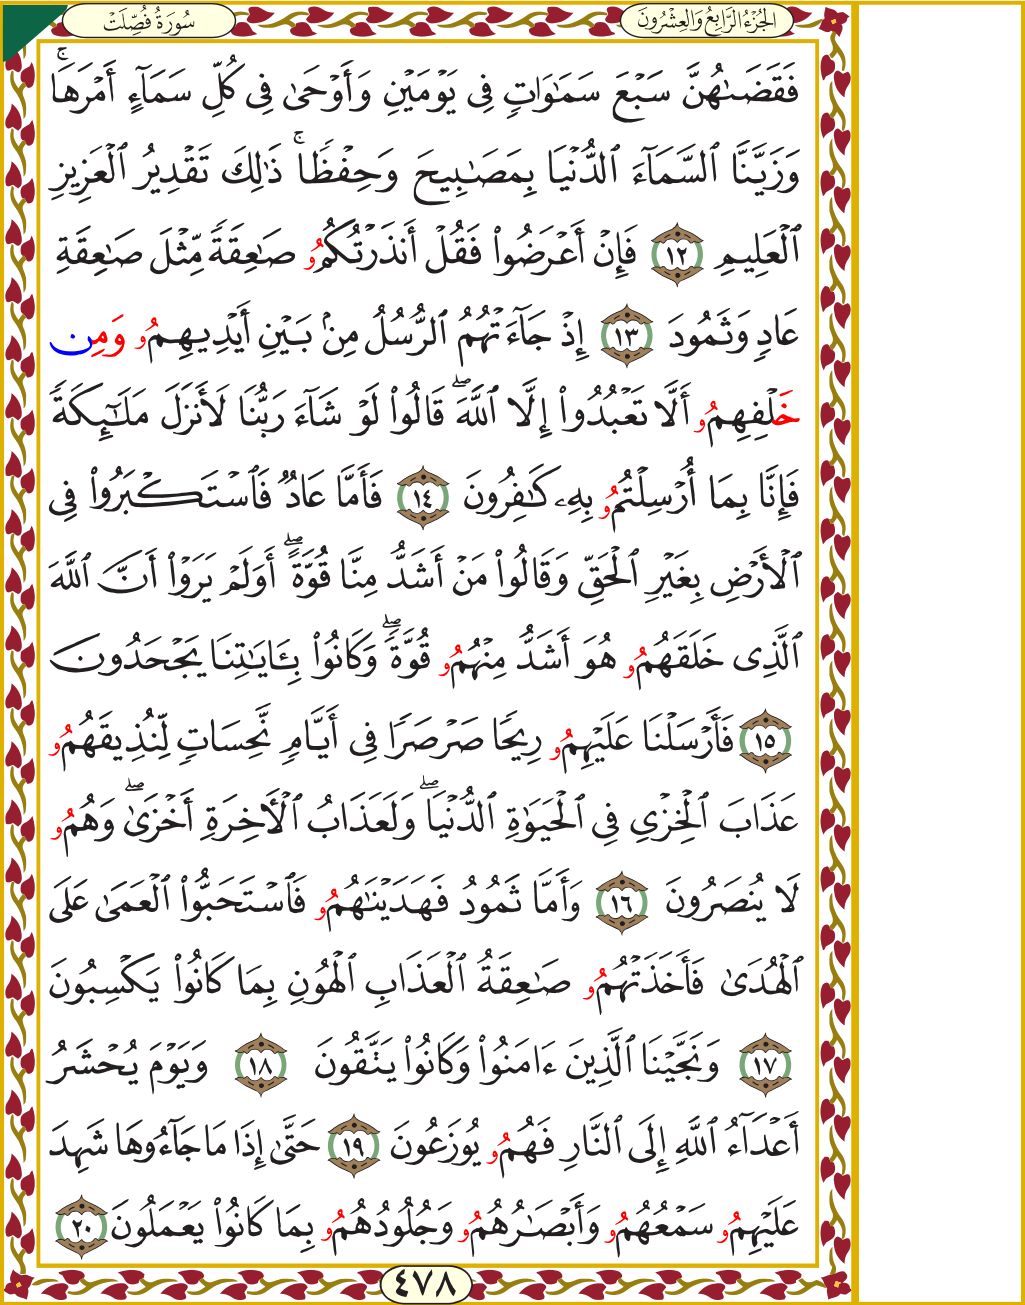 الجُزْءُ الرَّابِعُ وَالعِشْرُونَ
سُورَةُ فُصِّلَتْ
فَقَضَىٰهُنَّ سَبْعَ سَمَٰوَاتٖ فِى يَوْمَيْنِ وَأَوْحَىٰ فِى كُلِّ سَمَآءٍ أَمْرَهَاۚ
وَزَيَّنَّا ٱلسَّمَآءَ ٱلدُّنْيَا بِمَصَٰبِيحَ وَحِفْظٗاۚ ذَٰلِكَ تَقْدِيرُ ٱلْعَزِيزِ
ٱلْعَلِيمِ ١٢ فَإِنْ أَعْرَضُوا۟ فَقُلْ أَنذَرْتُكُمُۥ صَٰعِقَةٗ مِّثْلَ صَٰعِقَةِ
عَادٖ وَثَمُودَ ١٣ إِذْ جَآءَتْهُمُ ٱلرُّسُلُ مِنۢ بَيْنِ أَيْدِيهِمُۥ وَمِن
خَلْفِهِمُۥ أَلَّا تَعْبُدُوا۟ إِلَّا ٱللَّهَۖ قَالُوا۟ لَوْ شَآءَ رَبُّنَا لَأَنزَلَ مَلَٰٓئِكَةٗ
فَإِنَّا بِمَا أُرْسِلْتُمُۥ بِهِۦ كَٰفِرُونَ ١٤ فَأَمَّا عَادٞ فَٱسْتَكْبَرُوا۟ فِى
ٱلْأَرْضِ بِغَيْرِ ٱلْحَقِّ وَقَالُوا۟ مَنْ أَشَدُّ مِنَّا قُوَّةًۖ أَوَلَمْ يَرَوْا۟ أَنَّ ٱللَّهَ
ٱلَّذِى خَلَقَهُمُۥ هُوَ أَشَدُّ مِنْهُمُۥ قُوَّةٗۖ وَكَانُوا۟ بِـَٔايَٰتِنَا يَجْحَدُونَ
١٥ فَأَرْسَلْنَا عَلَيْهِمُۥ رِيحٗا صَرْصَرٗا فِى أَيَّامٖ نَّحْسَاتٖ لِّنُذِيقَهُمُۥ
عَذَابَ ٱلْخِزْىِ فِى ٱلْحَيَوٰةِ ٱلدُّنْيَاۖ وَلَعَذَابُ ٱلْأَخِرَةِ أَخْزَىٰۖ وَهُمُۥ
لَا يُنصَرُونَ ١٦ وَأَمَّا ثَمُودُ فَهَدَيْنَٰهُمُۥ فَٱسْتَحَبُّوا۟ ٱلْعَمَىٰ عَلَى
ٱلْهُدَىٰ فَأَخَذَتْهُمُۥ صَٰعِقَةُ ٱلْعَذَابِ ٱلْهُونِ بِمَا كَانُوا۟ يَكْسِبُونَ
١٧ وَنَجَّيْنَا ٱلَّذِينَ ءَامَنُوا۟ وَكَانُوا۟ يَتَّقُونَ ١٨ وَيَوْمَ يُحْشَرُ
أَعْدَآءُ ٱللَّهِ إِلَى ٱلنَّارِ فَهُمُۥ يُوزَعُونَ ١٩ حَتَّىٰ إِذَا مَا جَآءُوهَا شَهِدَ
عَلَيْهِمُۥ سَمْعُهُمُۥ وَأَبْصَٰرُهُمُۥ وَجُلُودُهُمُۥ بِمَا كَانُوا۟ يَعْمَلُونَ ٢٠
٤٧٨